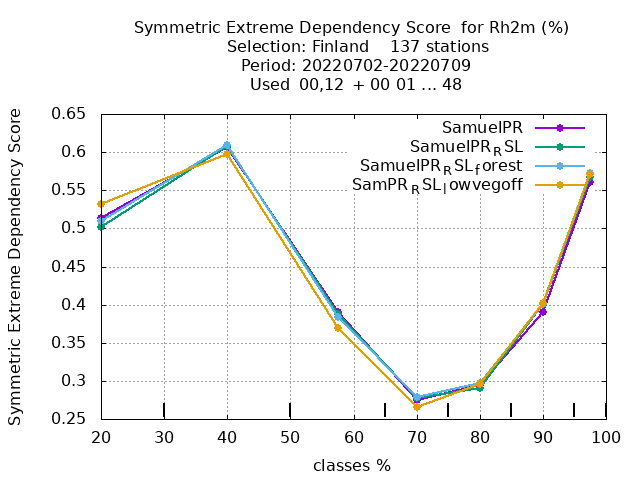 Symmetric Extreme Dependency Score  for Rh2m (%)
Selection: Finland    137 stations
Period: 20220702-20220709
Used  00,12  + 00 01 ... 48
Symmetric Extreme Dependency Score
0.65
0.6
0.55
0.5
0.45
0.4
0.35
0.3
0.25
SamuelPR
SamuelPR_RSL
SamuelPR_RSL_forest
SamPR_RSL_lowvegoff
20 30 40 50 60 70 80 90 100
classes %